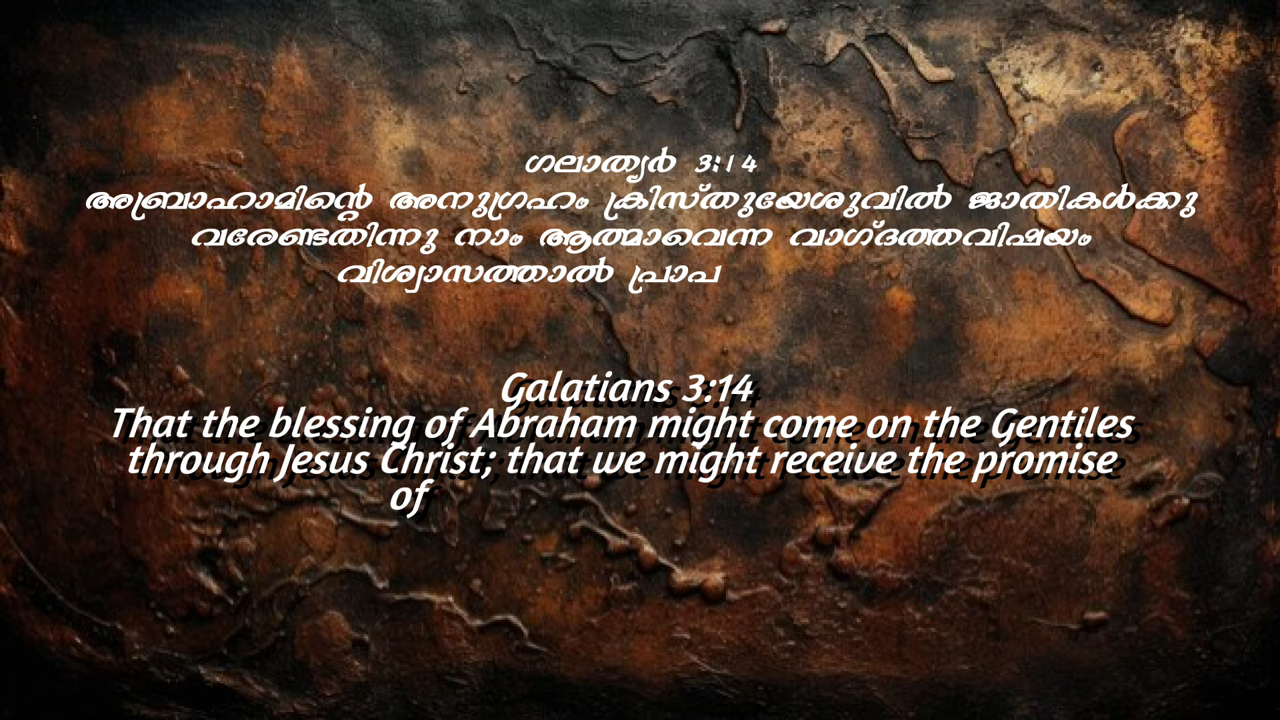 ഗലാത്യർ 3:14
അബ്രാഹാമിന്റെ അനുഗ്രഹം ക്രിസ്തുയേശുവിൽ ജാതികൾക്കു
വരേണ്ടതിന്നു നാം ആത്മാവെന്ന വാഗ്ദത്തവിഷയം
വിശ്വാസത്താൽ പ്രാപ
Galatians 3:14
That the blessing of Abraham might come on the Gentiles
through Jesus Christ; that we might receive the promise
of